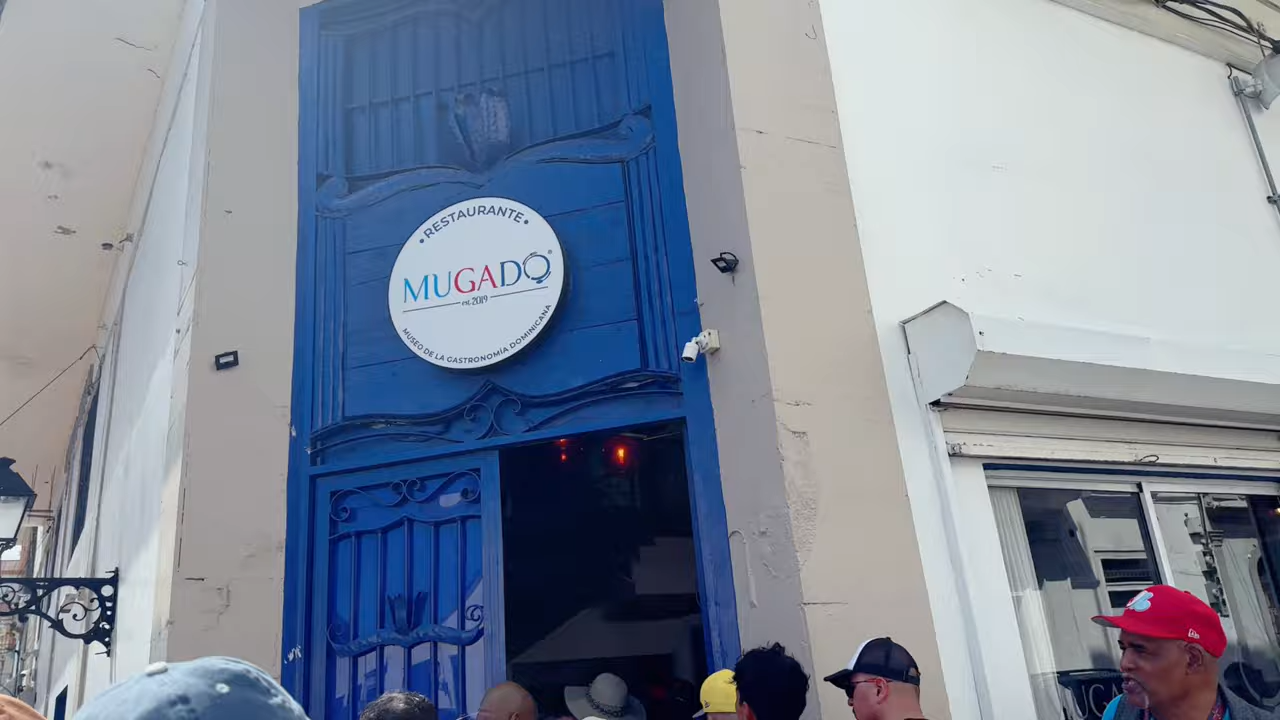 • RESTAURANTE •
MUGADO®
est. 2019
MUSEO DE LA GASTRONOMÍA DOMINICANA